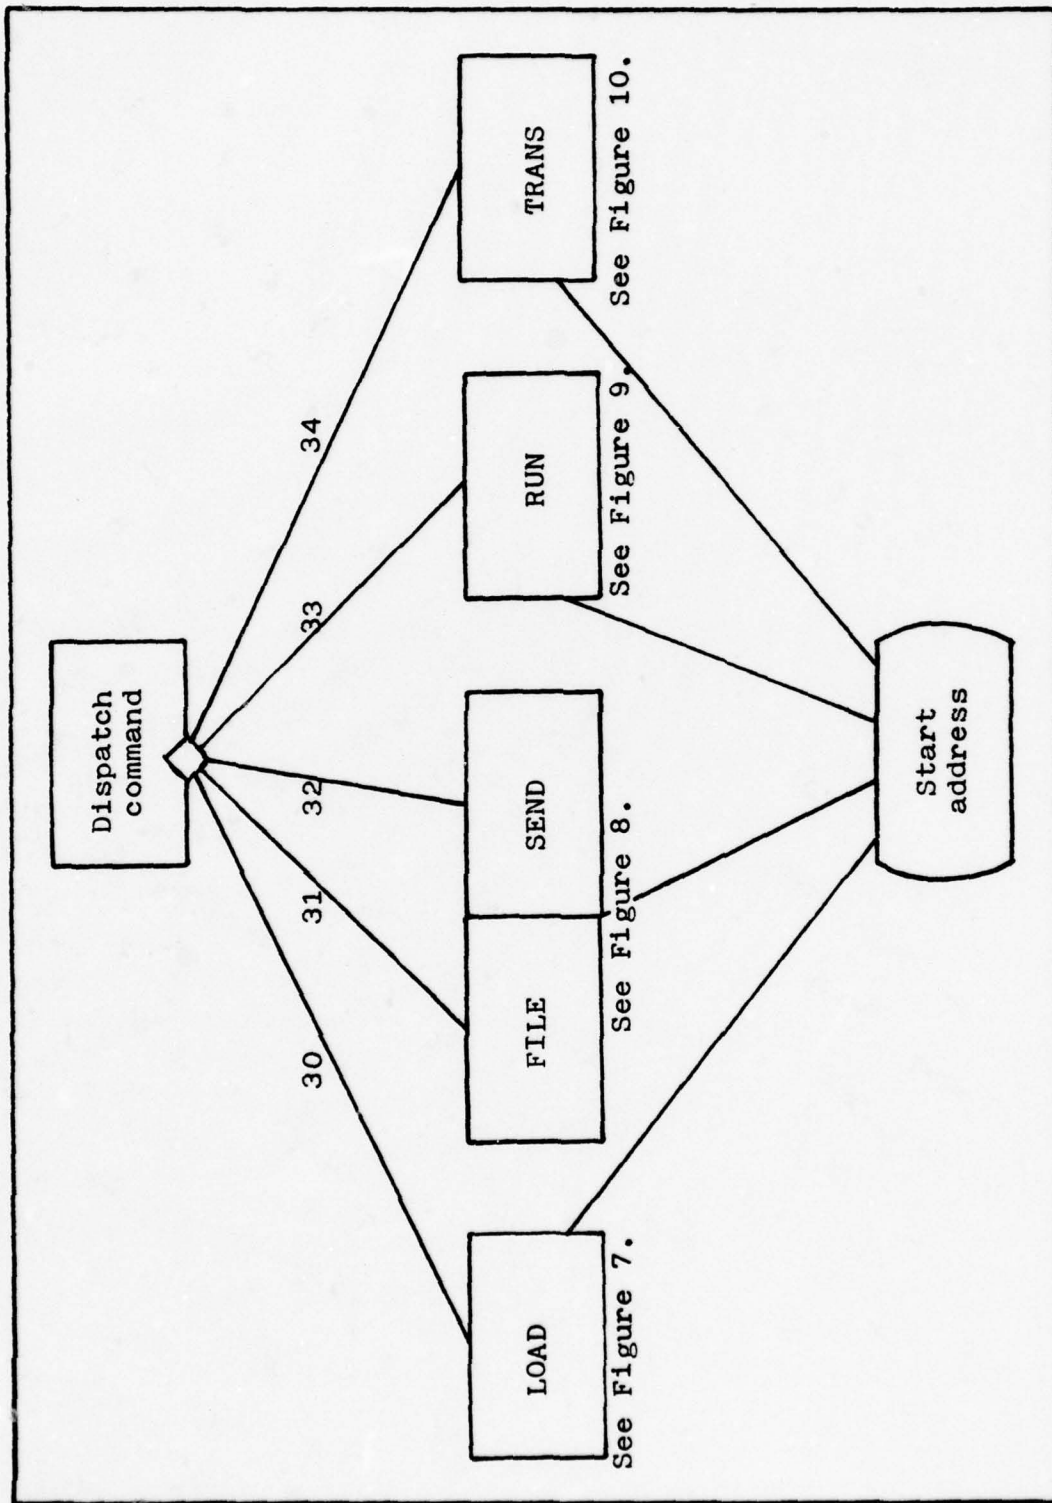 Dispatch
command
30
31
32
33
34
LOAD
FILE
SEND
RUN
TRANS
See Figure 7.
See Figure 8.
See Figure 9.
See Figure 10.
Start
address